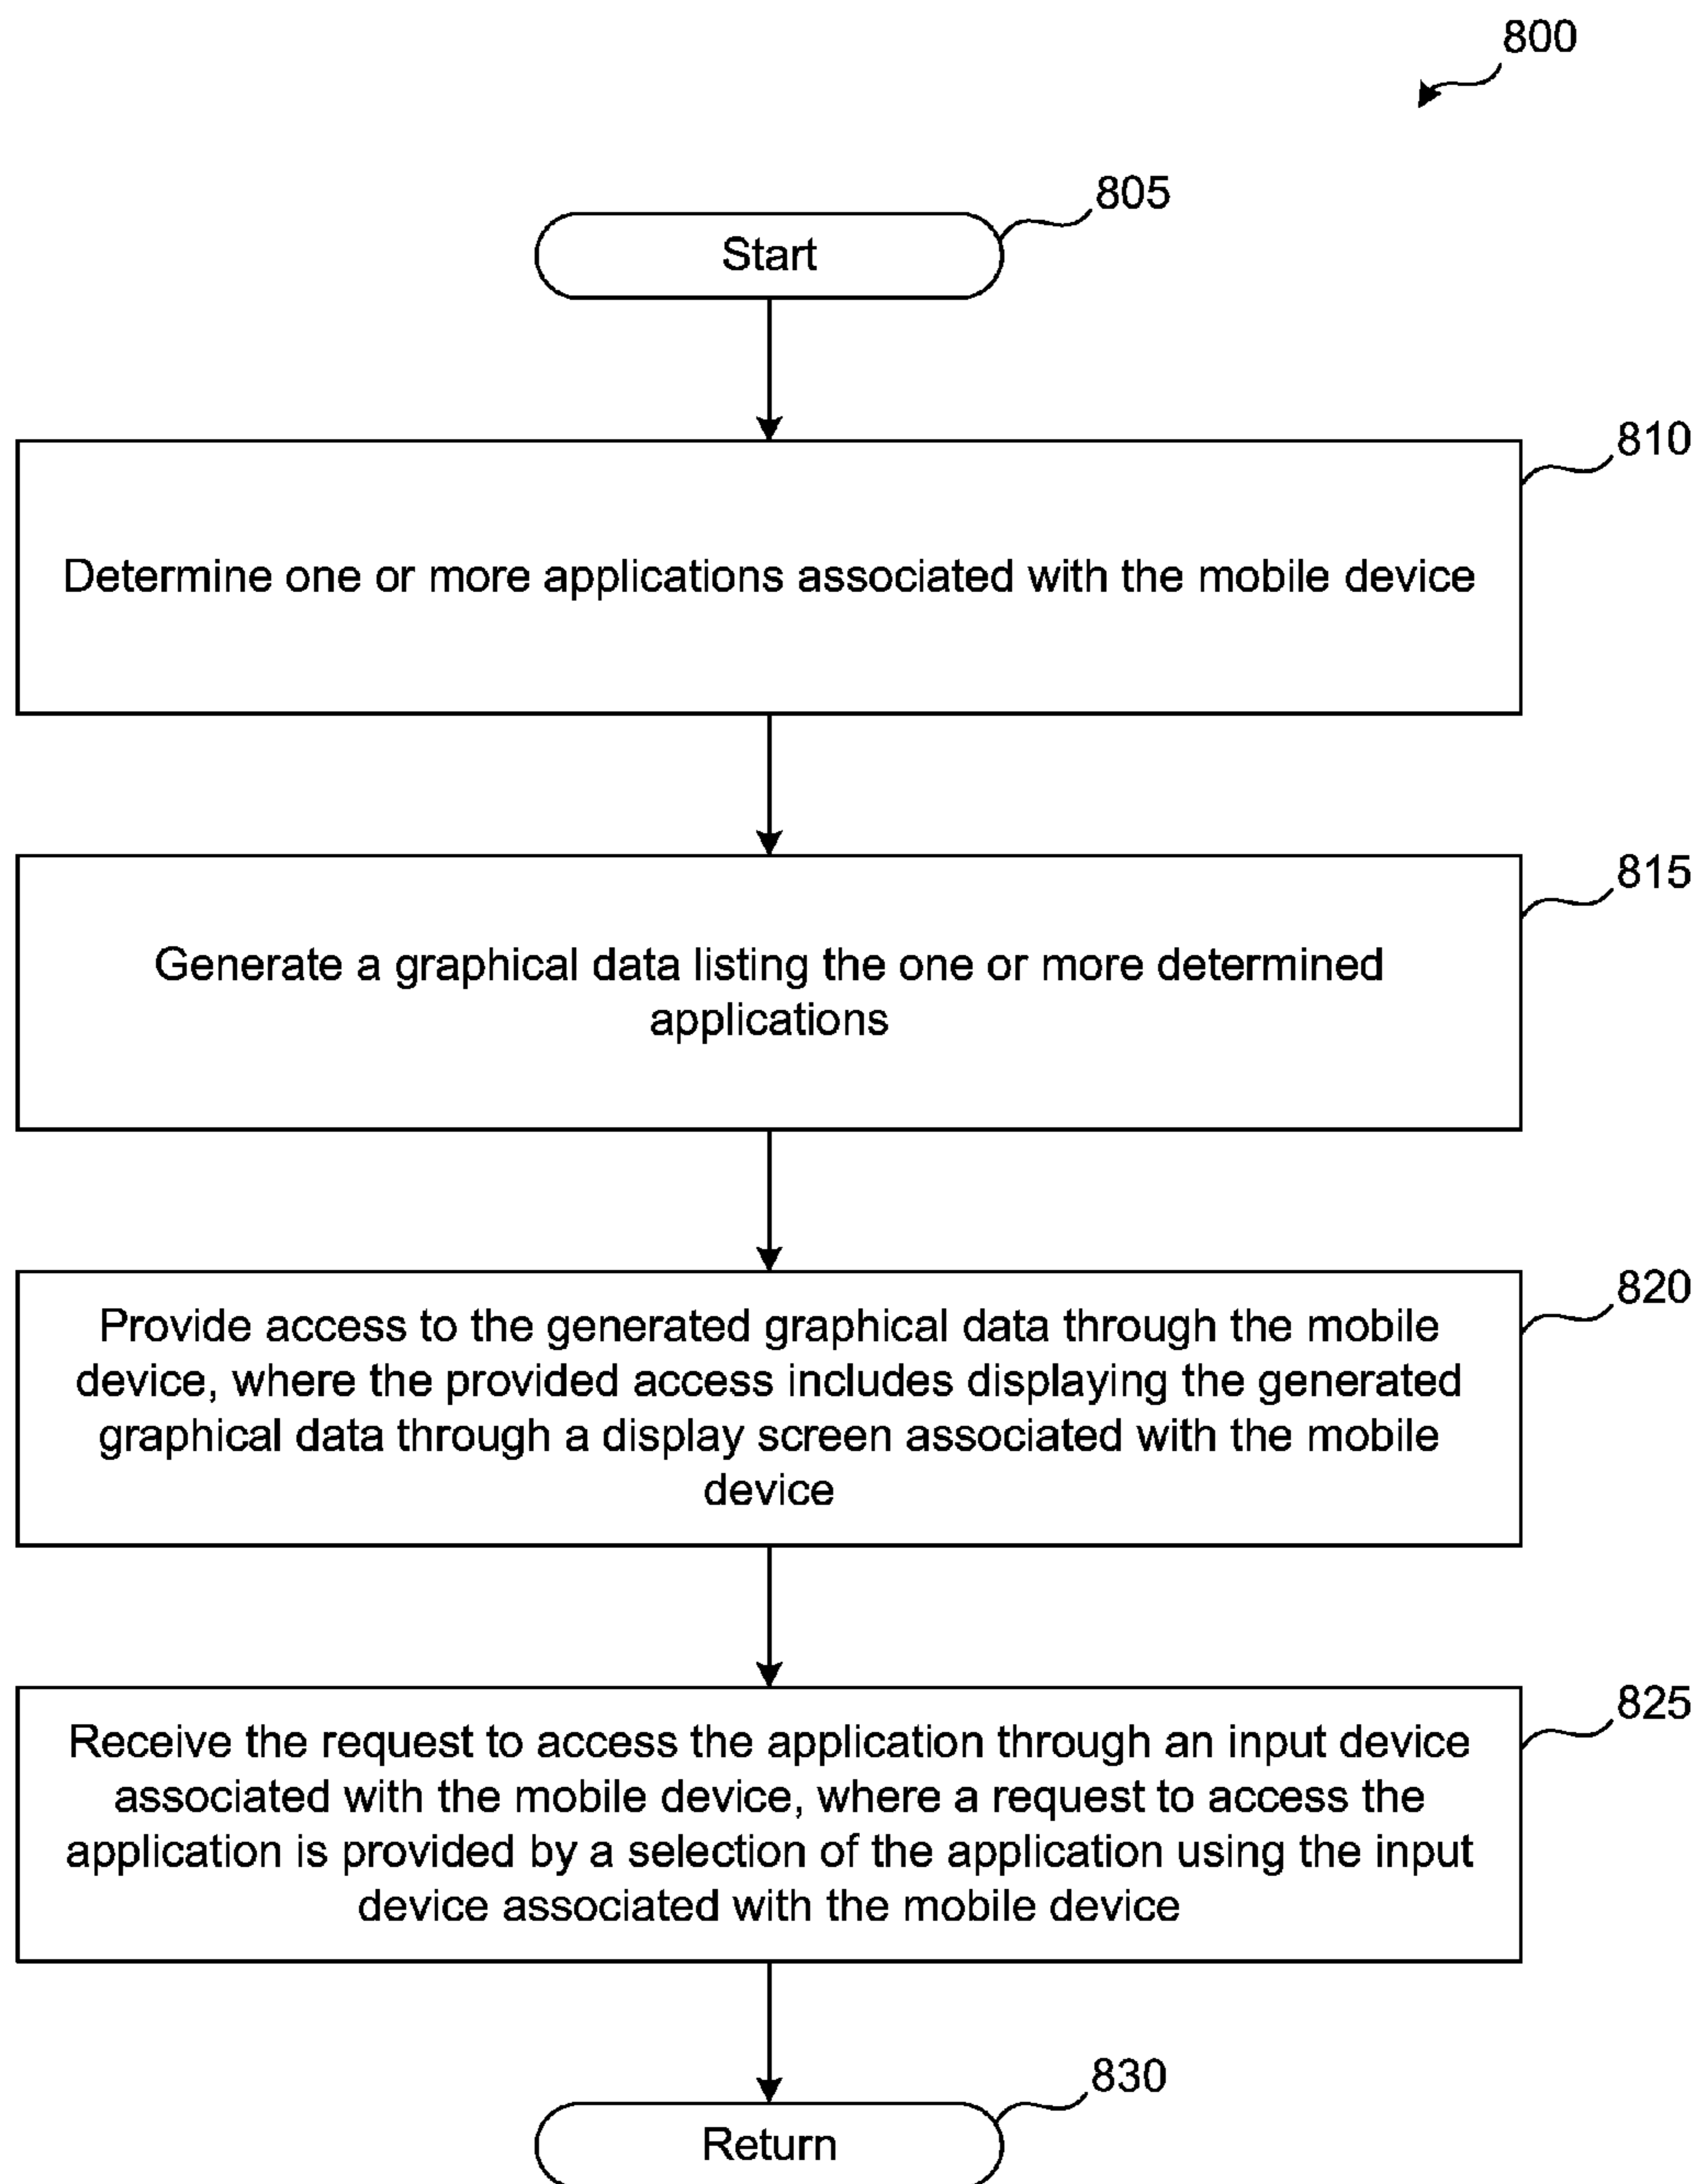 800
805
Start
810
Determine one or more applications associated with the mobile device
815
Generate a graphical data listing the one or more determined
applications
820
Provide access to the generated graphical data through the mobile
device, where the provided access includes displaying the generated
graphical data through a display screen associated with the mobile
device
825
Receive the request to access the application through an input device
associated with the mobile device, where a request to access the
application is provided by a selection of the application using the input
device associated with the mobile device
830
Return